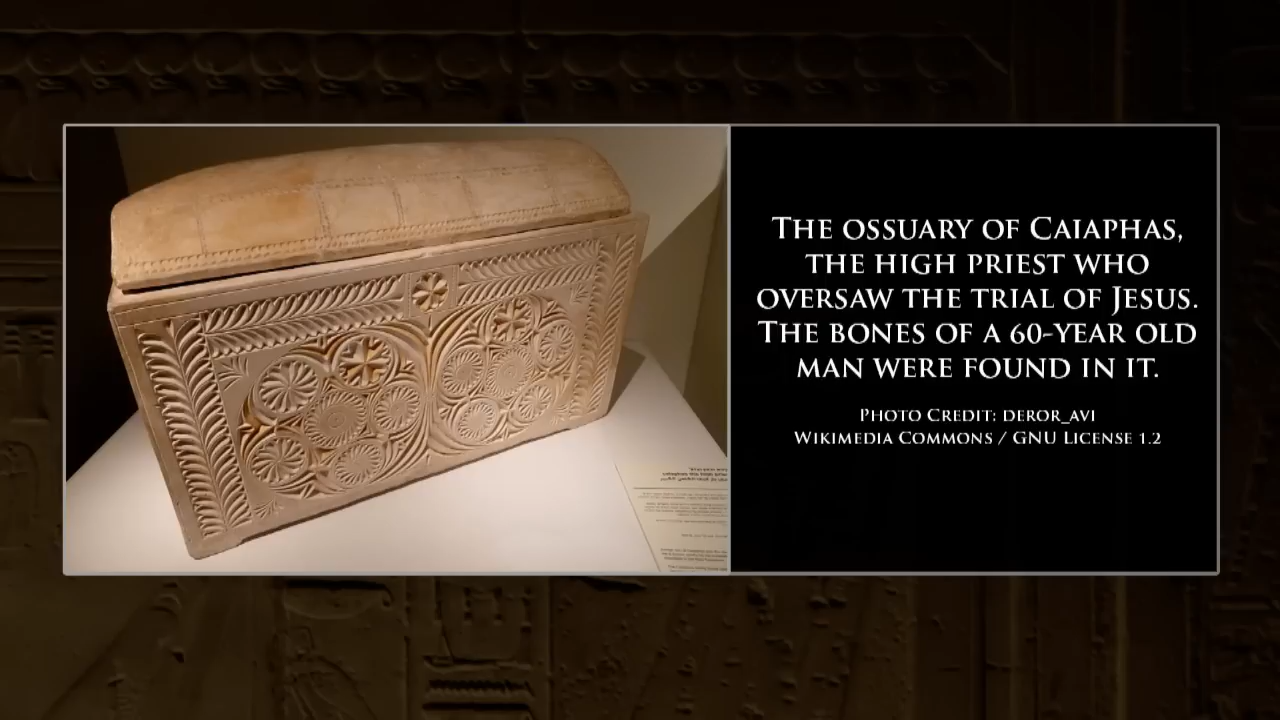 The ossuary of Caiaphas,
the high priest who
oversaw the trial of Jesus.
The bones of a 60-year old
man were found in it.
Photo Credit: deror_avi
Wikimedia Commons / GNU License 1.2